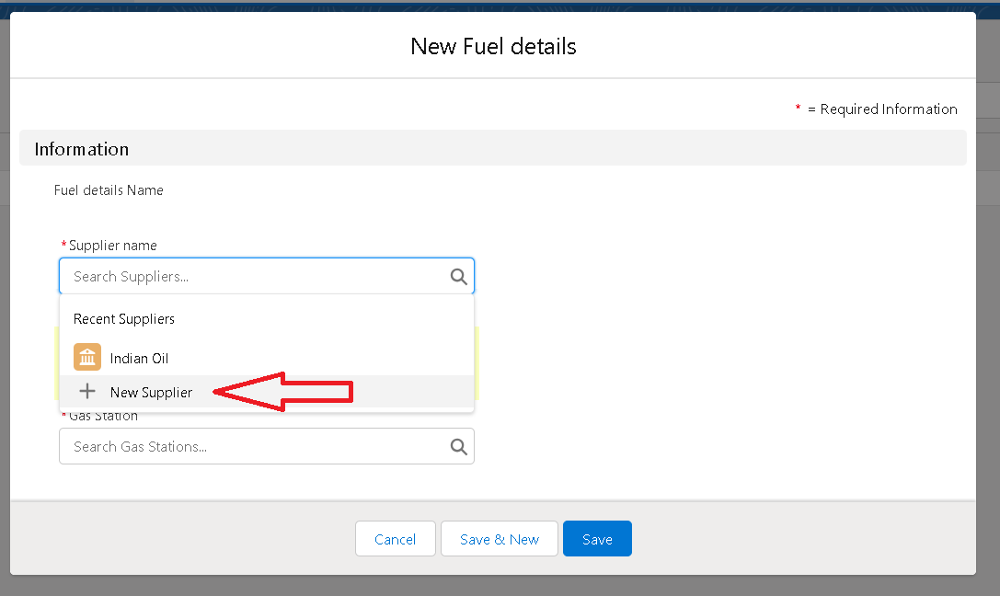 New Fuel details
* = Required Information
Information
Fuel details Name
*Supplier name
Search Suppliers...
Recent Suppliers
Indian Oil
New Supplier
*Gas Station
Search Gas Stations...
Cancel
Save & New
Save